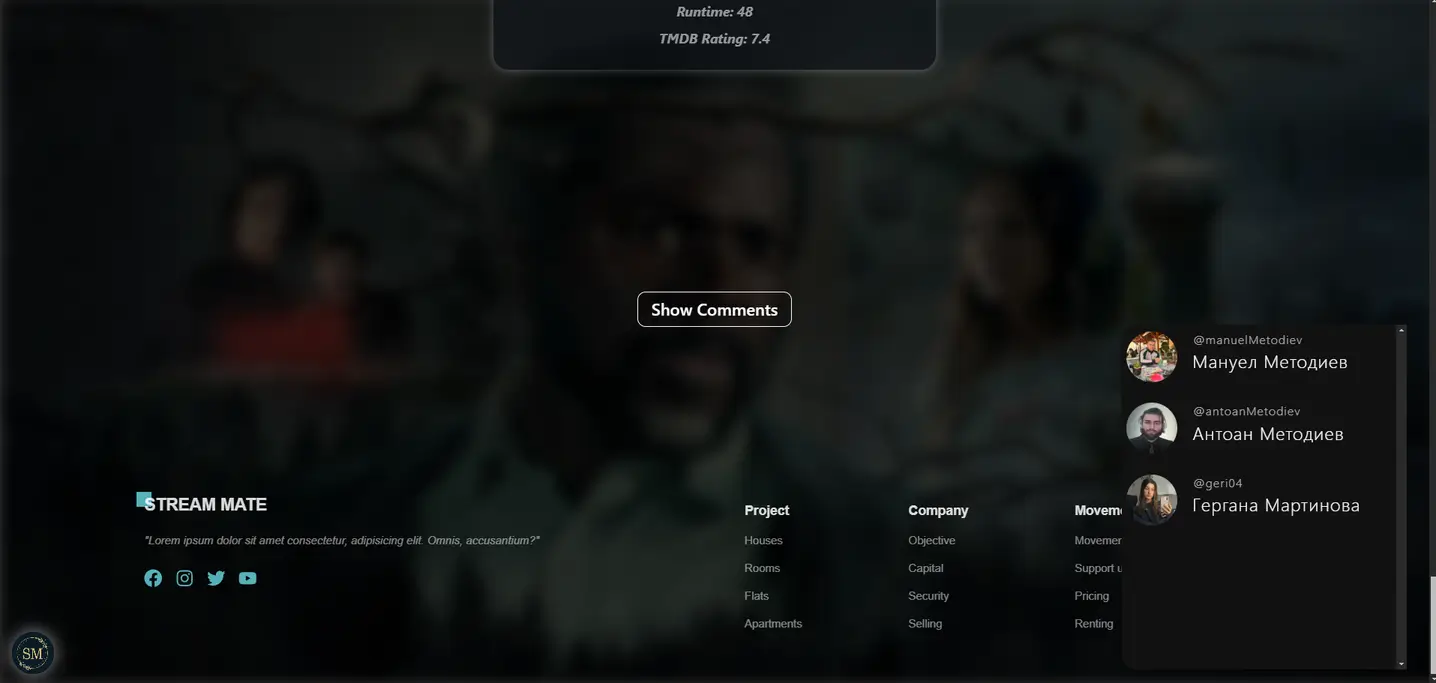 Runtime: 48
TMDB Rating: 7.4
Show Comments
@manuelMetodiev
Мануел Методиев
@antoanMetodiev
Антоан Методиев
@geri04
Гергана Мартинова
STREAM MATE
"Lorem ipsum dolor sit amet consectetur, adipisicing elit. Omnis, accusantium?"
Project
Houses
Rooms
Flats
Apartments
Company
Objective
Capital
Security
Selling
Movem
Movemer
Support u
Pricing
Renting
SM